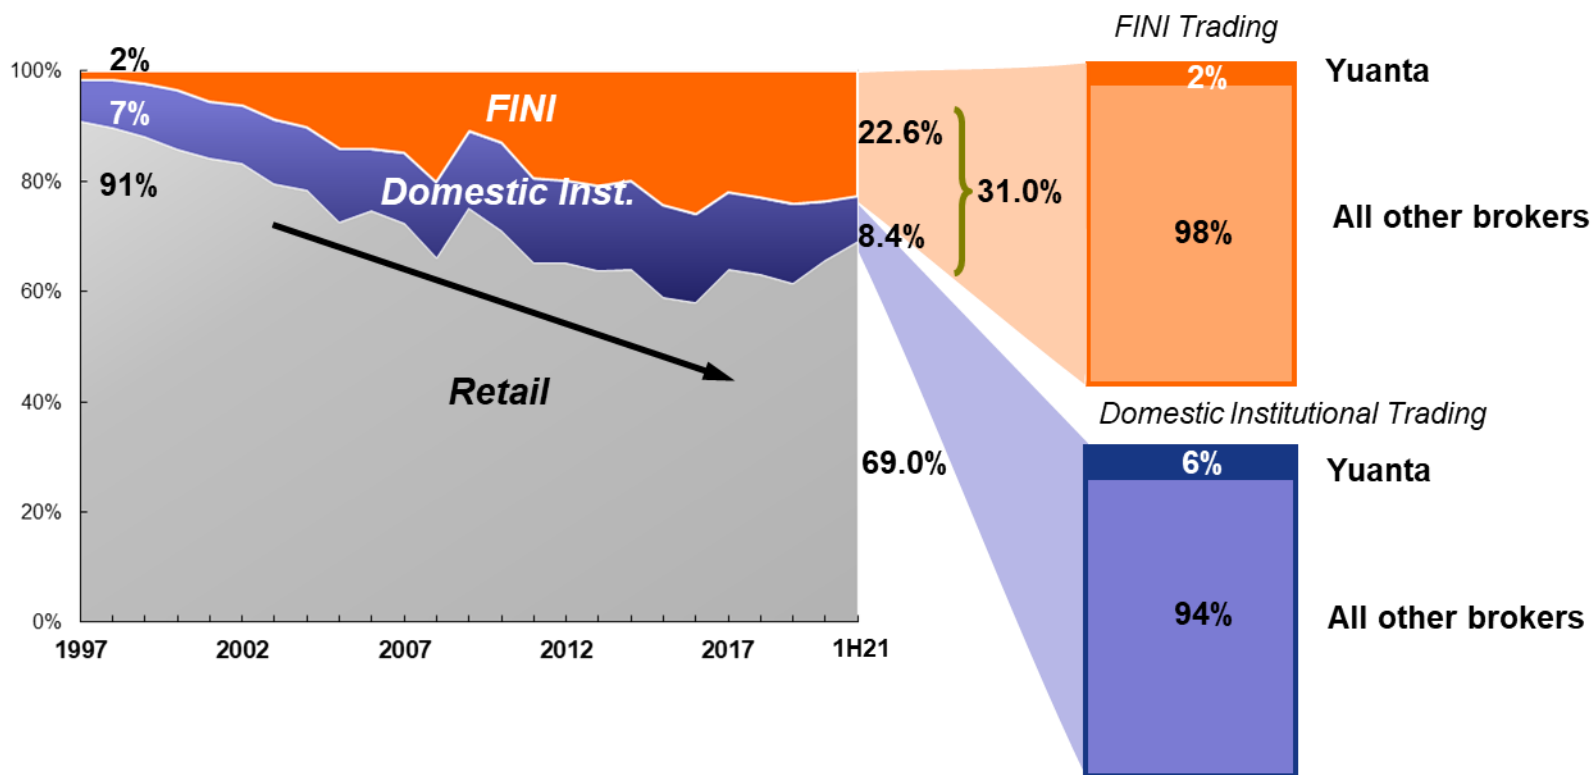 FINI Trading
2%
100%
2%
Yuanta
FINI
7%
22.6%
80%
91%
Domestic Inst.
31.0%
8.4%
98%
All other brokers
60%
Retail
40%
Domestic Institutional Trading
69.0%
6%
Yuanta
20%
94%
All other brokers
0%
1997 2002 2007 2012 2017 1H21